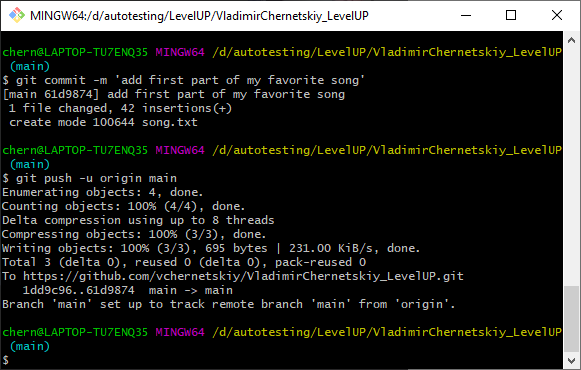 MINGW64:/d/autotesting/LevelUP/VladimirChernetskiy_LevelUP
chern@LAPTOP-TU7ENQ35 MINGW64 /d/autotesting/LevelUP/VladimirChernetskiy_LevelUP
(main)
$ git commit -m 'add first part of my favorite song'
[main 61d9874] add first part of my favorite song
1 file changed, 42 insertions(+)
create mode 100644 song.txt
chern@LAPTOP-TU7ENQ35 MINGW64 /d/autotesting/LevelUP/VladimirChernetskiy_LevelUP
(main)
$ git push -u origin main
Enumerating objects: 4, done.
Counting objects: 100% (4/4), done.
Delta compression using up to 8 threads
Compressing objects: 100% (3/3), done.
Writing objects: 100% (3/3), 695 bytes | 231.00 KiB/s, done.
Total 3 (delta 0), reused 0 (delta 0), pack-reused 0
To https://github.com/vchernetskiy/VladimirChernetskiy_LevelUP.git
1dd9c96..61d9874  main -> main
Branch 'main' set up to track remote branch 'main' from 'origin'.
chern@LAPTOP-TU7ENQ35 MINGW64 /d/autotesting/LevelUP/VladimirChernetskiy_LevelUP
(main)
$